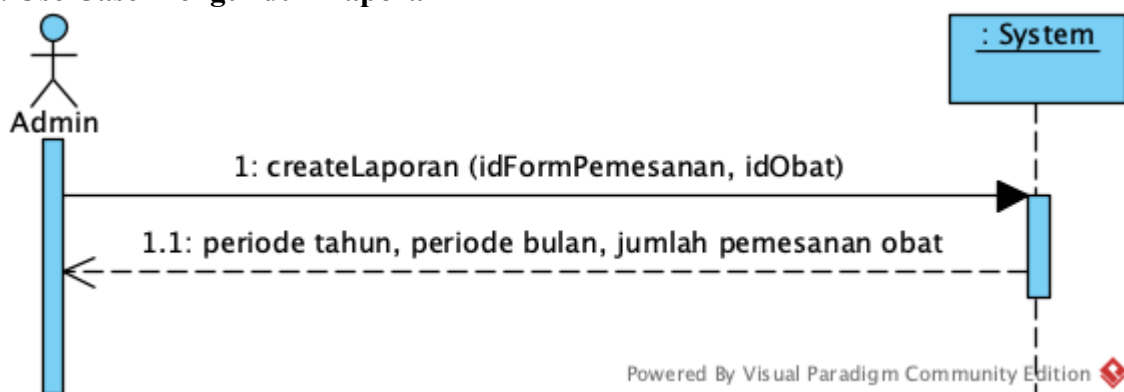 : System
Admin
1: createLaporan (idFormPemesanan, idObat)
1.1: periode tahun, periode bulan, jumlah pemesanan obat
Powered By Visual Paradigm Community Edition